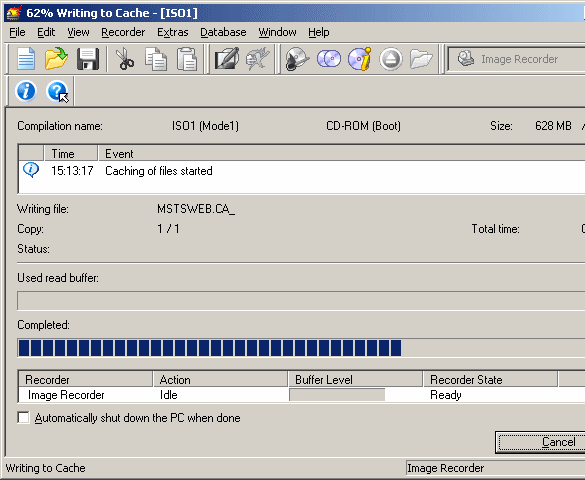 62% Writing to Cache - [ISO1]
File Edit View Recorder Extras Database Window Help
Image Recorder
Compilation name: ISO1 (Mode1) CD-ROM (Boot) Size: 628 MB /
Time Event
15:13:17 Caching of files started
Writing file: MSTSWEB.CA_
Copy: 1 / 1 Total time:
Status:
Used read buffer:
Completed:
Recorder Action Buffer Level Recorder State
Image Recorder Idle Ready
Automatically shut down the PC when done
Cancel
Writing to Cache Image Recorder